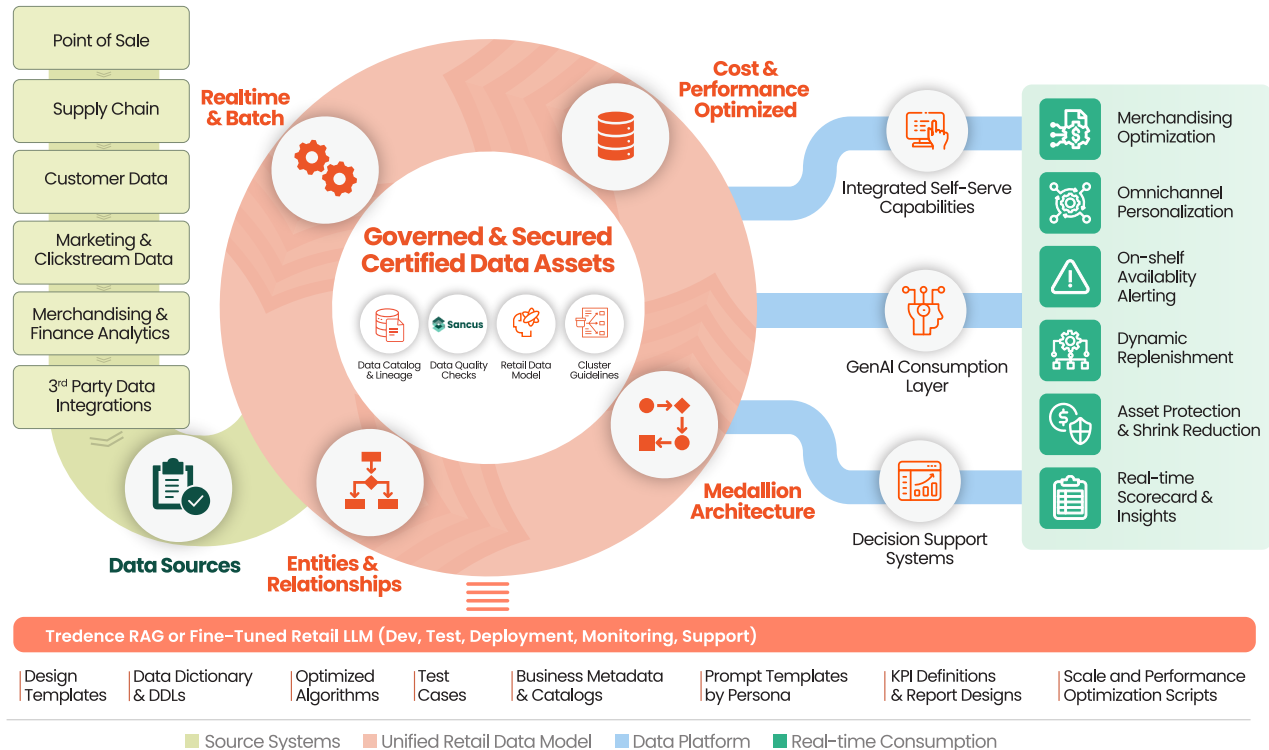 Point of Sale
Supply Chain
Customer Data
Marketing &
Clickstream Data
Merchandising &
Finance Analytics
3rd Party Data
Integrations
Data Sources
Realtime
& Batch
Cost &
Performance
Optimized
Governed & Secured
Certified Data Assets
Data Catalog
& Lineage
Sancus
Data Quality
Checks
Retail Data
Model
Cluster
Guidelines
Entities &
Relationships
Medallion
Architecture
Integrated Self-Serve
Capabilities
GenAI Consumption
Layer
Decision Support
Systems
Merchandising
Optimization
Omnichannel
Personalization
On-shelf
Availablity
Alerting
Dynamic
Replenishment
Asset Protection
& Shrink Reduction
Real-time
Scorecard &
Insights
Tredence RAG or Fine-Tuned Retail LLM (Dev, Test, Deployment, Monitoring, Support)
Design
Templates
Data Dictionary
& DDLs
Optimized
Algorithms
Test
Cases
Business Metadata
& Catalogs
Prompt Templates
by Persona
KPI Definitions
& Report Designs
Scale and Performance
Optimization Scripts
Source Systems
Unified Retail Data Model
Data Platform
Real-time Consumption